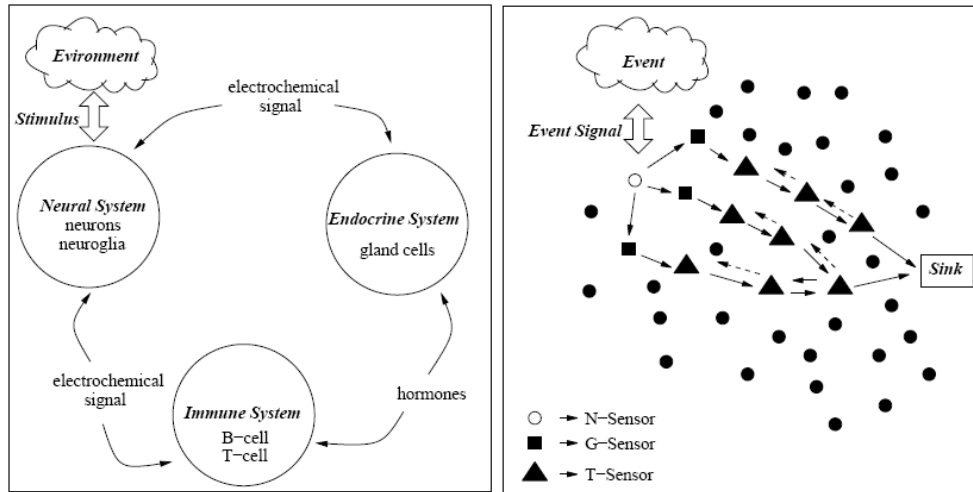 Evironment
Stimulus
electrochemical
signal
Neural System
neurons
neuroglia
Endocrine System
gland cells
electrochemical
signal
hormones
Immune System
B-cell
T-cell
Event
Event Signal
Sink
N-Sensor
G-Sensor
T-Sensor